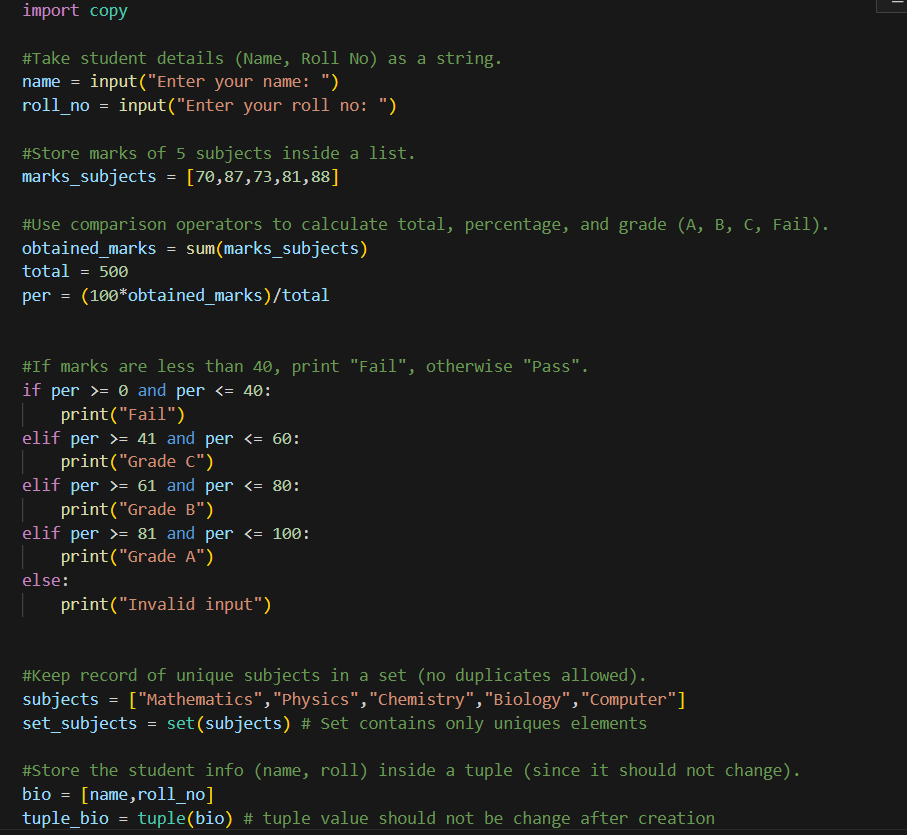 import copy
#Take student details (Name, Roll No) as a string.
name = input("Enter your name: ")
roll_no = input("Enter your roll no: ")
#Store marks of 5 subjects inside a list.
marks_subjects = [70,87,73,81,88]
#Use comparison operators to calculate total, percentage, and grade (A, B, C, Fail).
obtained_marks = sum(marks_subjects)
total = 500
per = (100*obtained_marks)/total
#If marks are less than 40, print "Fail", otherwise "Pass".
if per >= 0 and per <= 40:
    print("Fail")
elif per >= 41 and per <= 60:
    print("Grade C")
elif per >= 61 and per <= 80:
    print("Grade B")
elif per >= 81 and per <= 100:
    print("Grade A")
else:
    print("Invalid input")
#Keep record of unique subjects in a set (no duplicates allowed).
subjects = ["Mathematics","Physics","Chemistry","Biology","Computer"]
set_subjects = set(subjects) # Set contains only uniques elements
#Store the student info (name, roll) inside a tuple (since it should not change).
bio = [name,roll_no]
tuple_bio = tuple(bio) # tuple value should not be change after creation